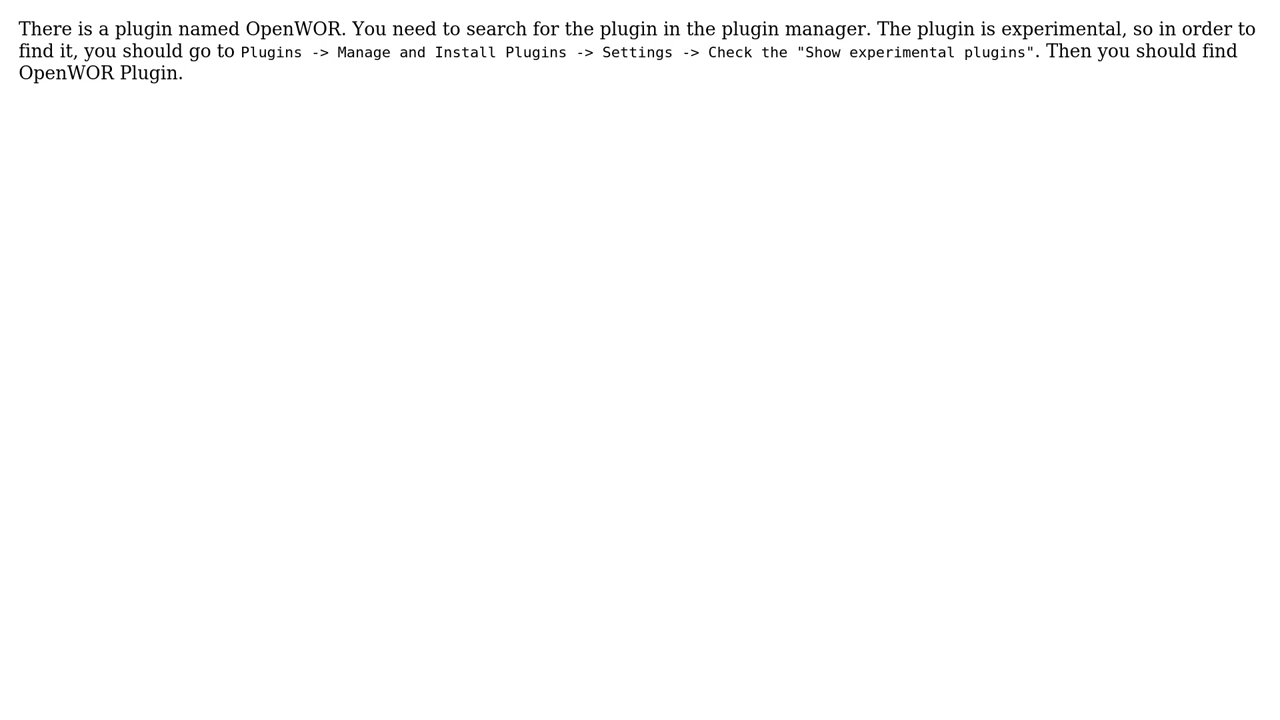 There is a plugin named OpenWOR. You need to search for the plugin in the plugin manager. The plugin is experimental, so in order to
find it, you should go to Plugins -> Manage and Install Plugins -> Settings -> Check the "Show experimental plugins". Then you should find
OpenWOR Plugin.